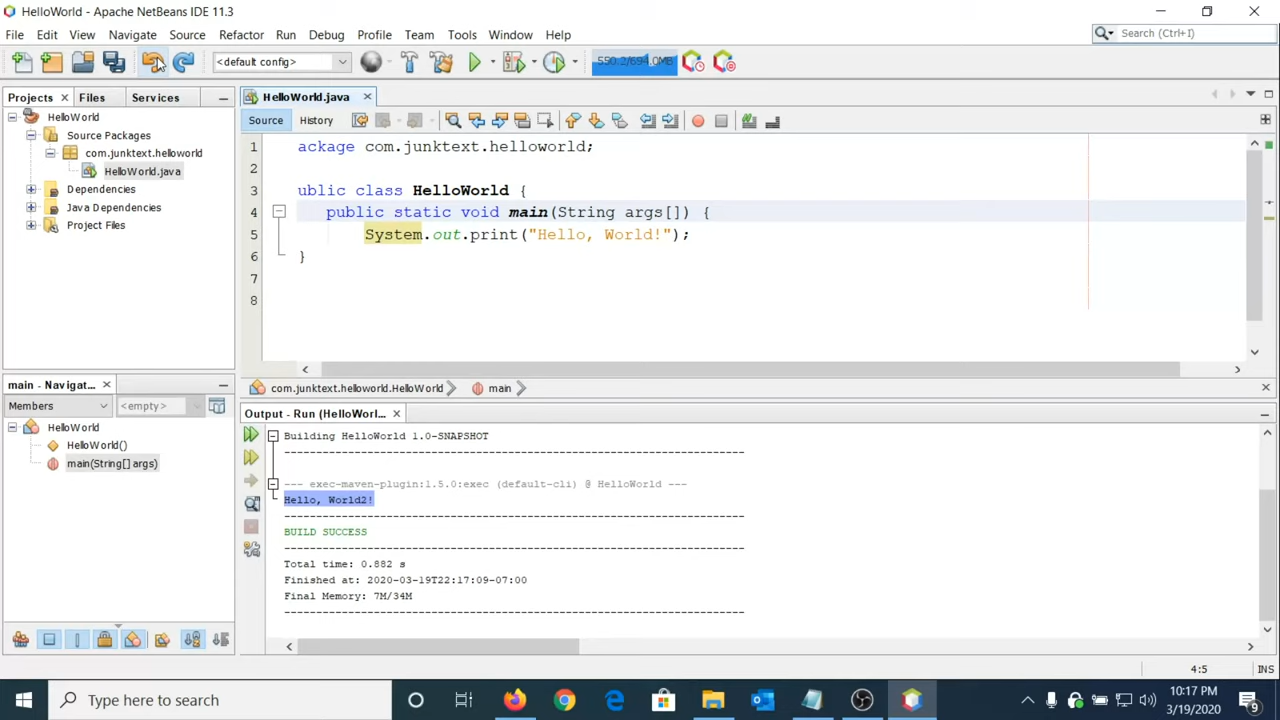 HelloWorld - Apache NetBeans IDE 11.3
File Edit View Navigate Source Refactor Run Debug Profile Team Tools Window Help
Search (Ctrl+I)
<default config>
550.2/694.0MB
Projects Files Services
HelloWorld
Source Packages
com.junktext.helloworld
HelloWorld.java
Dependencies
Java Dependencies
Project Files
HelloWorld.java
Source History
1 ackage com.junktext.helloworld;
2
3 ublic class HelloWorld {
4 public static void main(String args[]) {
5 System.out.print("Hello, World!");
6 }
7
8
com.junktext.helloworld.HelloWorld main
main - Navigat...
Members
<empty>
HelloWorld
HelloWorld()
main(String[] args)
Output - Run (HelloWorl...
Building HelloWorld 1.0-SNAPSHOT
------------------------------------------------------------------------
--- exec-maven-plugin:1.5.0:exec (default-cli) @ HelloWorld ---
Hello, World2!
------------------------------------------------------------------------
BUILD SUCCESS
------------------------------------------------------------------------
Total time: 0.882 s
Finished at: 2020-03-19T22:17:09-07:00
Final Memory: 7M/34M
------------------------------------------------------------------------
4:5 INS
Type here to search
10:17 PM
3/19/2020
9